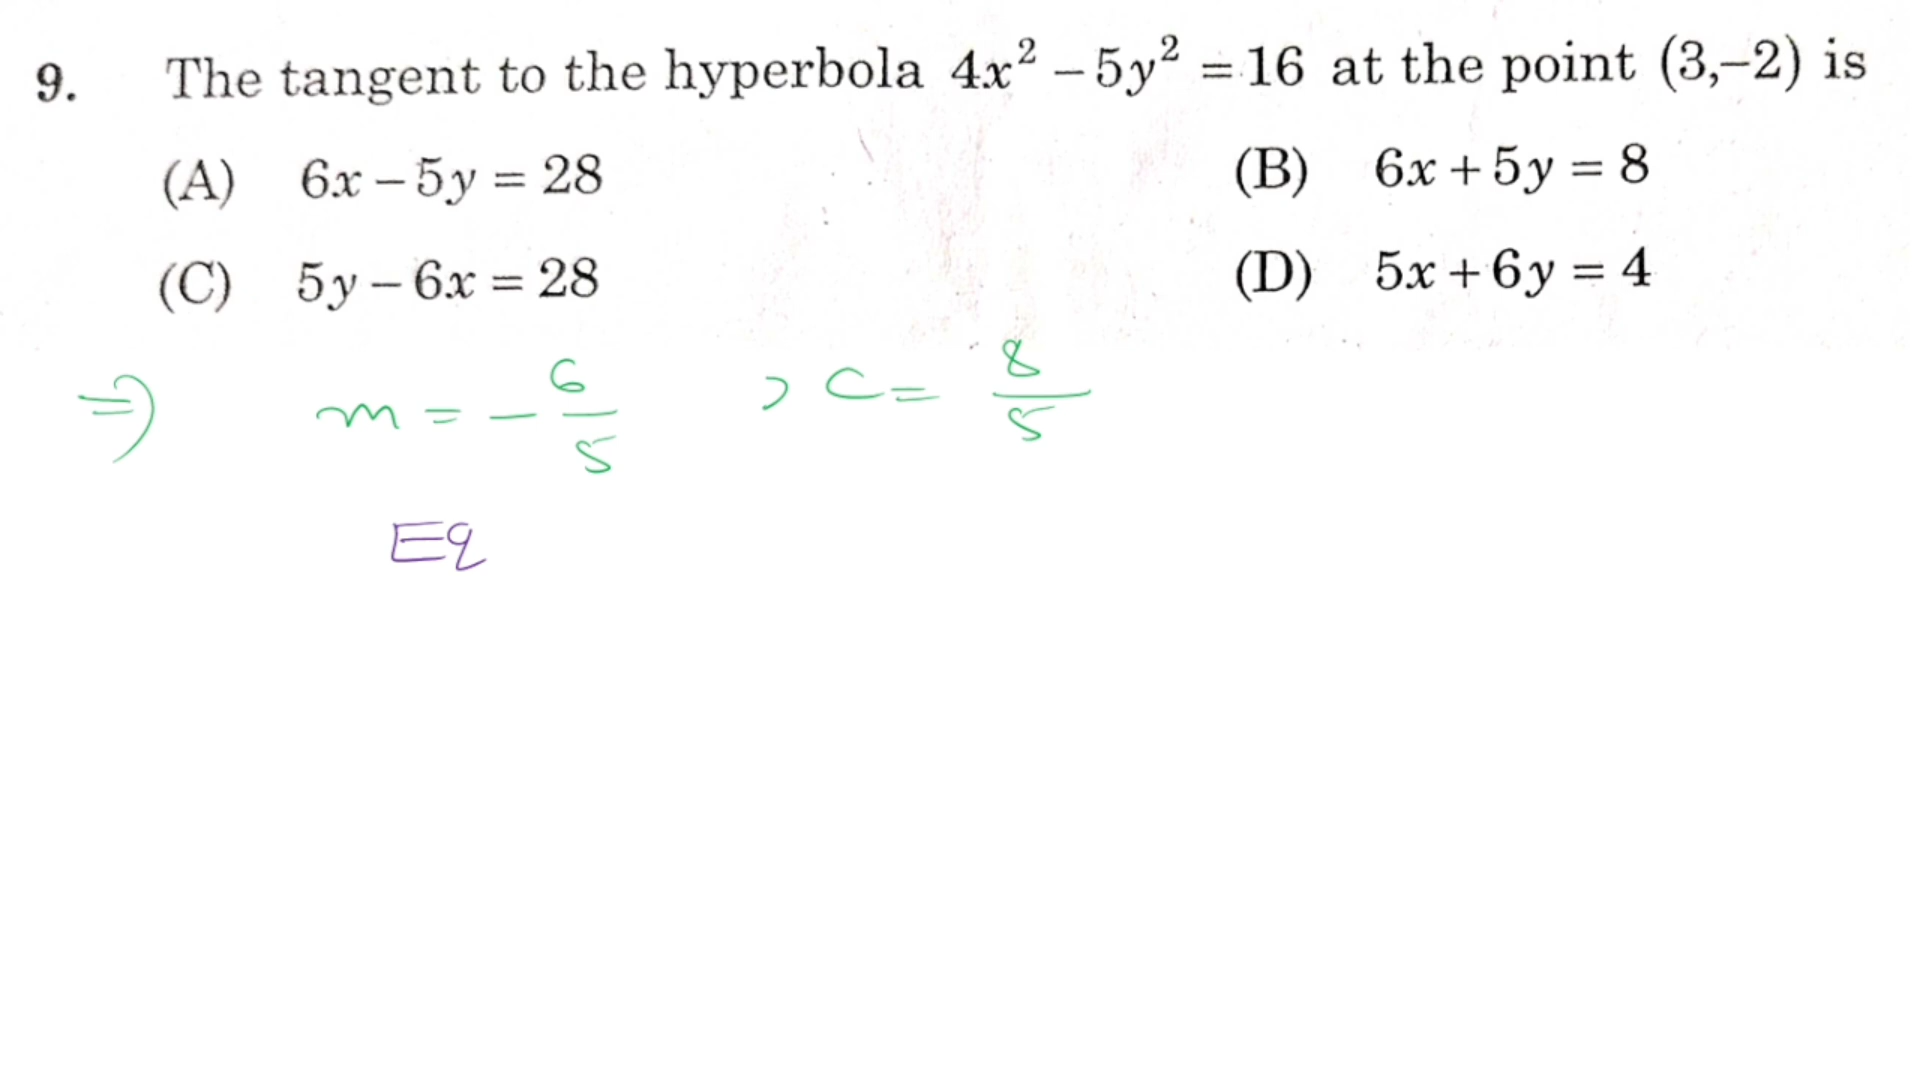 9. The tangent to the hyperbola 4x² – 5y² = 16 at the point (3,–2) is
(A) 6x – 5y = 28 (B) 6x + 5y = 8
(C) 5y – 6x = 28 (D) 5x + 6y = 4
⇒ m = - 6/5 , c = 8/5
Eq